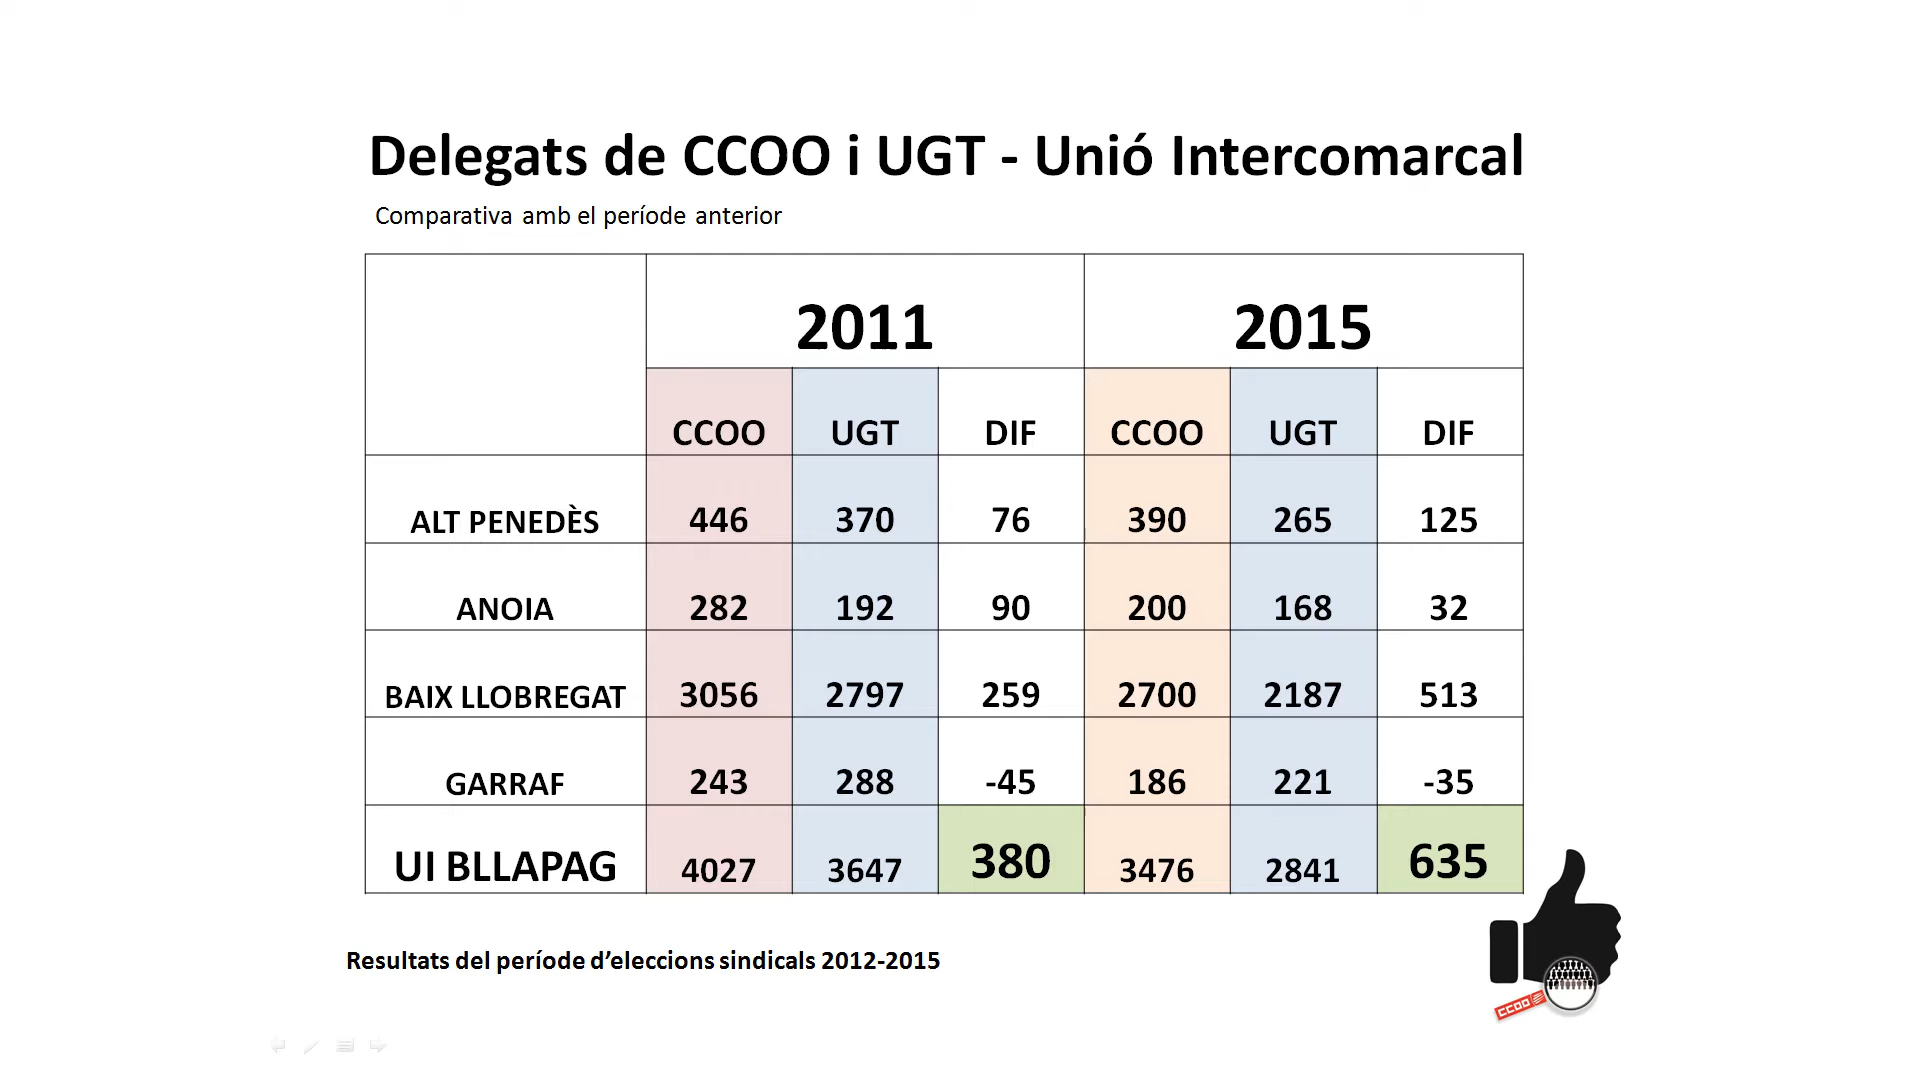 Delegats de CCOO i UGT - Unió Intercomarcal
Comparativa amb el període anterior
2011 2015
CCOO UGT DIF CCOO UGT DIF
ALT PENEDÈS 446 370 76 390 265 125
ANOIA 282 192 90 200 168 32
BAIX LLOBREGAT 3056 2797 259 2700 2187 513
GARRAF 243 288 -45 186 221 -35
UI BLLAPAG 4027 3647 380 3476 2841 635
Resultats del període d’eleccions sindicals 2012-2015
CCOO